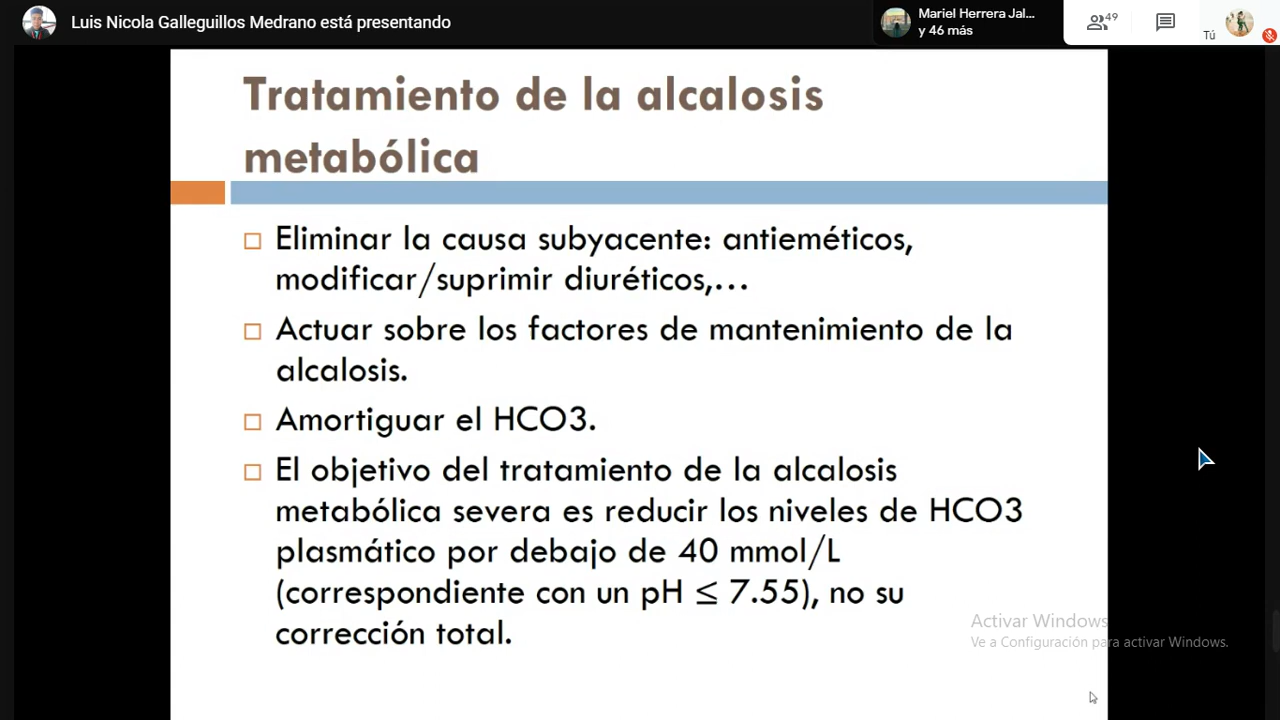 Luis Nicola Galleguillos Medrano está presentando
Mariel Herrera Jal...
y 46 más
49
Tú
Tratamiento de la alcalosis
metabólica
Eliminar la causa subyacente: antieméticos,
modificar/suprimir diuréticos,...
Actuar sobre los factores de mantenimiento de la
alcalosis.
Amortiguar el HCO3.
El objetivo del tratamiento de la alcalosis
metabólica severa es reducir los niveles de HCO3
plasmático por debajo de 40 mmol/L
(correspondiente con un pH ≤ 7.55), no su
corrección total.
Activar Windows
Ve a Configuración para activar Windows.